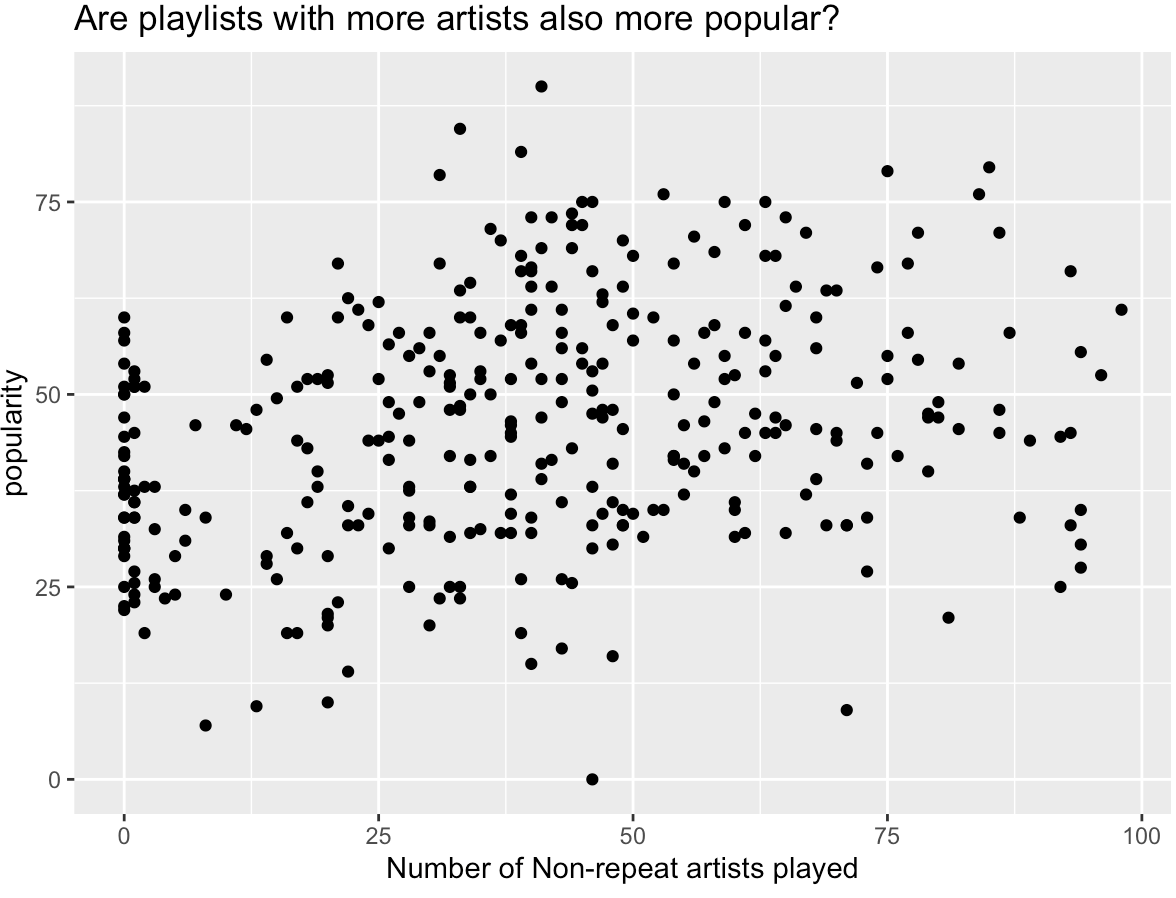 Are playlists with more artists also more popular?
popularity
75
50
25
0
0 25 50 75 100
Number of Non-repeat artists played